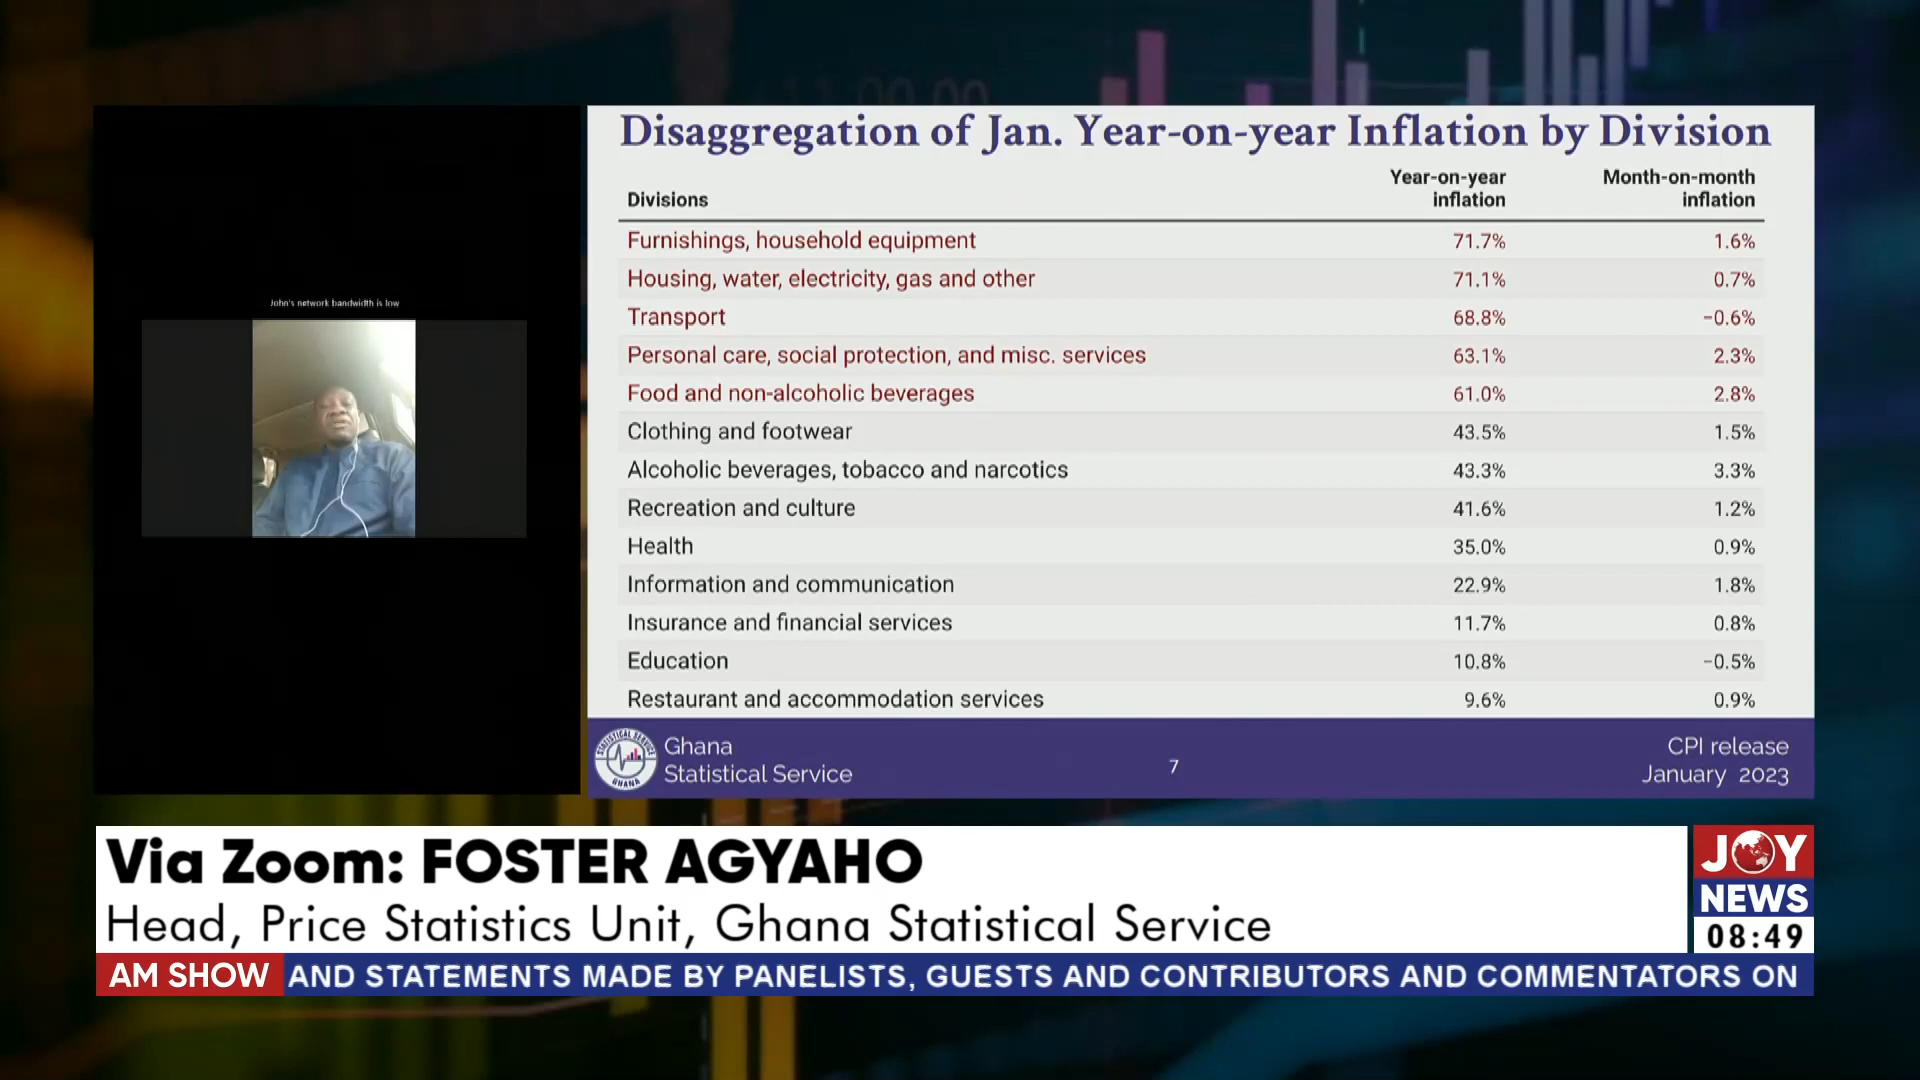 11:00.00
John's network bandwidth is low
Disaggregation of Jan. Year-on-year Inflation by Division
Divisions Year-on-year inflation Month-on-month inflation
Furnishings, household equipment 71.7% 1.6%
Housing, water, electricity, gas and other 71.1% 0.7%
Transport 68.8% −0.6%
Personal care, social protection, and misc. services 63.1% 2.3%
Food and non-alcoholic beverages 61.0% 2.8%
Clothing and footwear 43.5% 1.5%
Alcoholic beverages, tobacco and narcotics 43.3% 3.3%
Recreation and culture 41.6% 1.2%
Health 35.0% 0.9%
Information and communication 22.9% 1.8%
Insurance and financial services 11.7% 0.8%
Education 10.8% −0.5%
Restaurant and accommodation services 9.6% 0.9%
STATISTICAL SERVICE
GHANA
Ghana
Statistical Service
7
CPI release
January 2023
Via Zoom: FOSTER AGYAHO
Head, Price Statistics Unit, Ghana Statistical Service
JOY
NEWS
08:49
AM SHOW AND STATEMENTS MADE BY PANELISTS, GUESTS AND CONTRIBUTORS AND COMMENTATORS ON